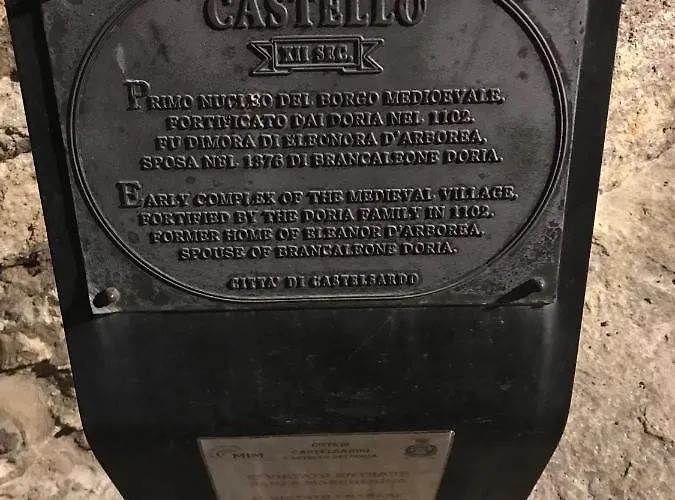 CASTELLO
XII SEC.
PRIMO NUCLEO DEL BORGO MEDIOEVALE,
FORTIFICATO DAI DORIA NEL 1102.
FU DIMORA DI ELEONORA D'ARBOREA,
SPOSA NEL 1376 DI BRANCALEONE DORIA.
EARLY COMPLEX OF THE MEDIEVAL VILLAGE,
FORTIFIED BY THE DORIA FAMILY IN 1102.
FORMER HOME OF ELEANOR D'ARBOREA,
SPOUSE OF BRANCALEONE DORIA.
CITTA' DI CASTELSARDO
MIM
CASTELSARDO